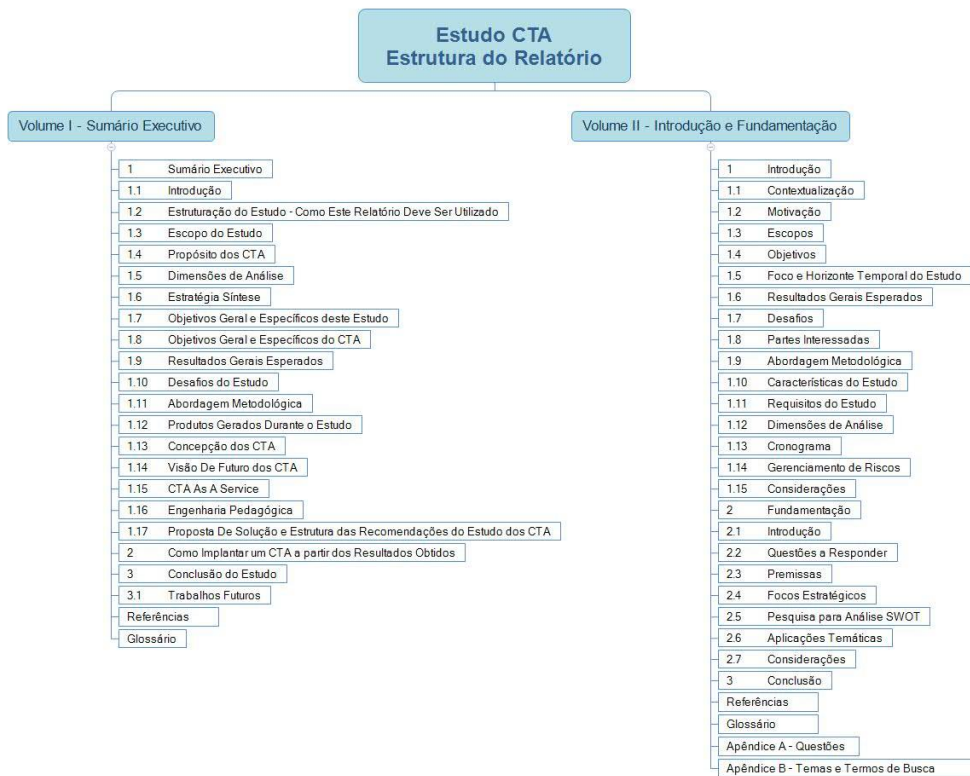 Estudo CTA
Estrutura do Relatório
Volume I - Sumário Executivo
1 Sumário Executivo
1.1 Introdução
1.2 Estruturação do Estudo - Como Este Relatório Deve Ser Utilizado
1.3 Escopo do Estudo
1.4 Propósito dos CTA
1.5 Dimensões de Análise
1.6 Estratégia Síntese
1.7 Objetivos Geral e Específicos deste Estudo
1.8 Objetivos Geral e Específicos do CTA
1.9 Resultados Gerais Esperados
1.10 Desafios do Estudo
1.11 Abordagem Metodológica
1.12 Produtos Gerados Durante o Estudo
1.13 Concepção dos CTA
1.14 Visão De Futuro dos CTA
1.15 CTA As A Service
1.16 Engenharia Pedagógica
1.17 Proposta De Solução e Estrutura das Recomendações do Estudo dos CTA
2 Como Implantar um CTA a partir dos Resultados Obtidos
3 Conclusão do Estudo
3.1 Trabalhos Futuros
Referências
Glossário
Volume II - Introdução e Fundamentação
1 Introdução
1.1 Contextualização
1.2 Motivação
1.3 Escopos
1.4 Objetivos
1.5 Foco e Horizonte Temporal do Estudo
1.6 Resultados Gerais Esperados
1.7 Desafios
1.8 Partes Interessadas
1.9 Abordagem Metodológica
1.10 Características do Estudo
1.11 Requisitos do Estudo
1.12 Dimensões de Análise
1.13 Cronograma
1.14 Gerenciamento de Riscos
1.15 Considerações
2 Fundamentação
2.1 Introdução
2.2 Questões a Responder
2.3 Premissas
2.4 Focos Estratégicos
2.5 Pesquisa para Análise SWOT
2.6 Aplicações Temáticas
2.7 Considerações
3 Conclusão
Referências
Glossário
Apêndice A - Questões
Apêndice B - Temas e Termos de Busca